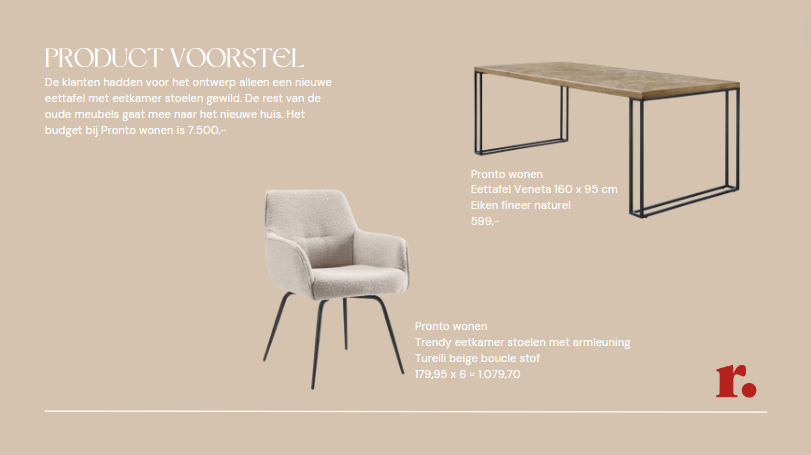 PRODUCT VOORSTEL
De klanten hadden voor het ontwerp alleen een nieuwe
eettafel met eetkamer stoelen gewild. De rest van de
oude meubels gaat mee naar het nieuwe huis. Het
budget bij Pronto wonen is 7.500,-
Pronto wonen
Eettafel Veneta 160 x 95 cm
Eiken fineer naturel
599,-
Pronto wonen
Trendy eetkamer stoelen met armleuning
Turelli beige boucle stof
179,95 x 6 = 1.079,70
r.